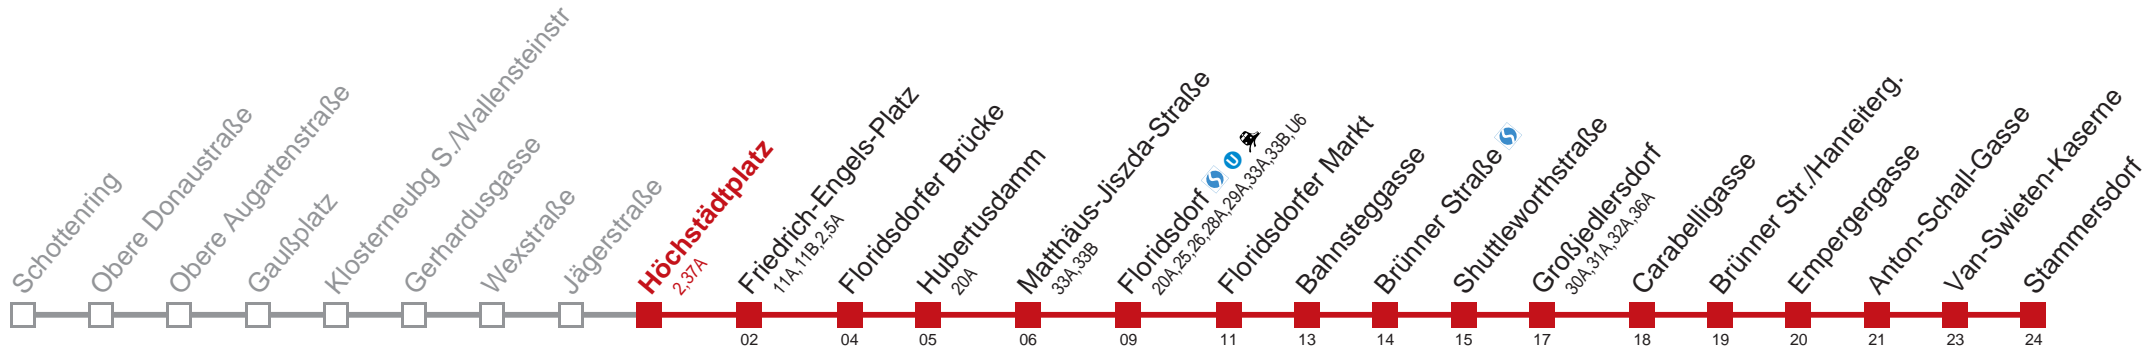 Schottenring
Obere Donaustraße
Obere Augartenstraße
Gaußplatz
Klosterneubg S./Wallensteinstr
Gerhardusgasse
Wexstraße
Jägerstraße
Höchstädtplatz
2,37A
Friedrich-Engels-Platz
11A,11B,2,5A
Floridsdorfer Brücke
Hubertusdamm
20A
Matthäus-Jiszda-Straße
33A,33B
Floridsdorf S U
20A,25,26,28A,29A,33A,33B,U6
Floridsdorfer Markt
Bahnsteggasse
Brünner Straße S
Shuttleworthstraße
Großjedlersdorf
30A,31A,32A,36A
Carabelligasse
Brünner Str./Hanreiterg.
Empergergasse
Anton-Schall-Gasse
Van-Swieten-Kaserne
Stammersdorf
02 04 05 06 09 11 13 14 15 17 18 19 20 21 23 24